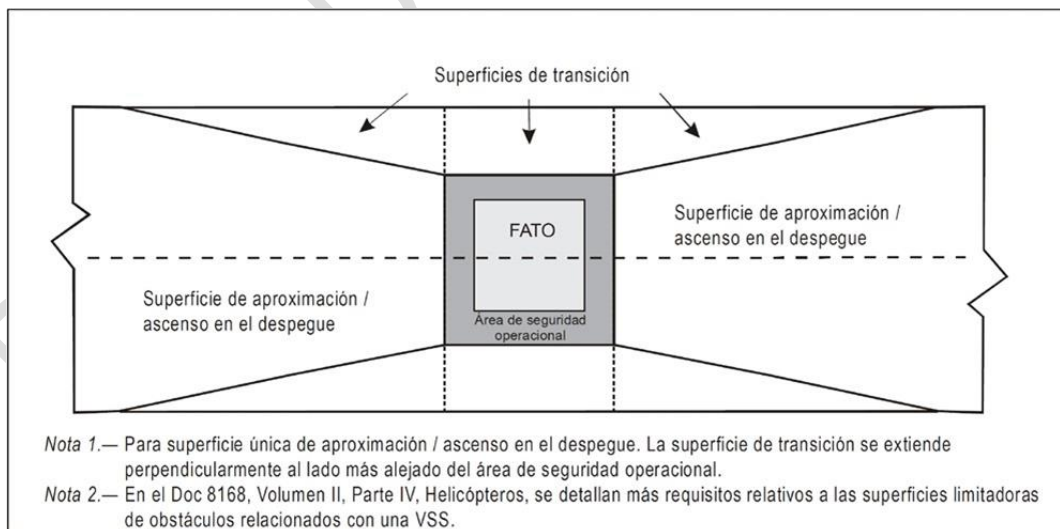 Superficies de transición
Superficie de aproximación /
ascenso en el despegue
FATO
Superficie de aproximación /
ascenso en el despegue
Área de seguridad
operacional
Nota 1.— Para superficie única de aproximación / ascenso en el despegue. La superficie de transición se extiende
perpendicularmente al lado más alejado del área de seguridad operacional.
Nota 2.— En el Doc 8168, Volumen II, Parte IV, Helicópteros, se detallan más requisitos relativos a las superficies limitadoras
de obstáculos relacionados con una VSS.